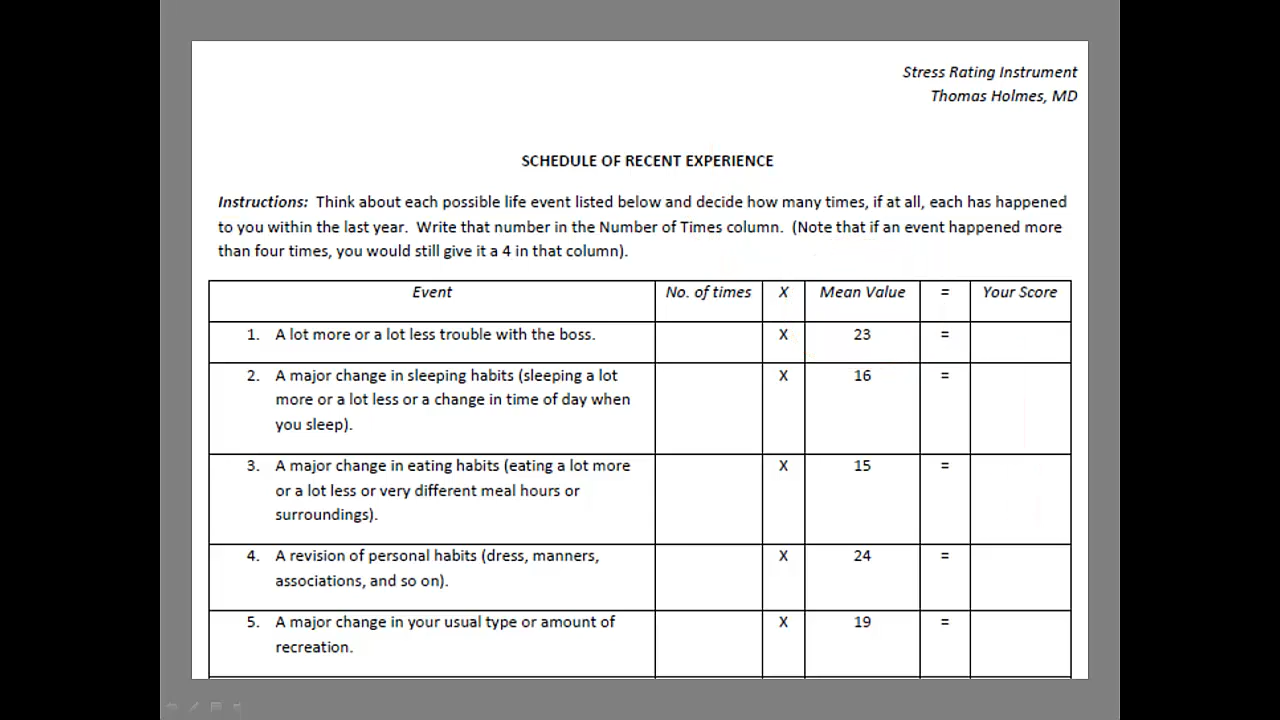 Stress Rating Instrument
Thomas Holmes, MD
SCHEDULE OF RECENT EXPERIENCE
Instructions: Think about each possible life event listed below and decide how many times, if at all, each has happened
to you within the last year. Write that number in the Number of Times column. (Note that if an event happened more
than four times, you would still give it a 4 in that column).
Event No. of times X Mean Value = Your Score
1. A lot more or a lot less trouble with the boss. X 23 =
2. A major change in sleeping habits (sleeping a lot X 16 =
more or a lot less or a change in time of day when
you sleep).
3. A major change in eating habits (eating a lot more X 15 =
or a lot less or very different meal hours or
surroundings).
4. A revision of personal habits (dress, manners, X 24 =
associations, and so on).
5. A major change in your usual type or amount of X 19 =
recreation.